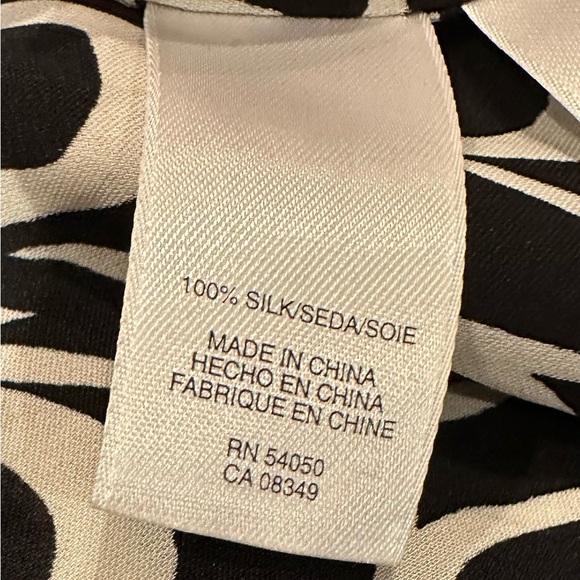 100% SILK/SEDA/SOIE
MADE IN CHINA
HECHO EN CHINA
FABRIQUE EN CHINE
RN 54050
CA 08349